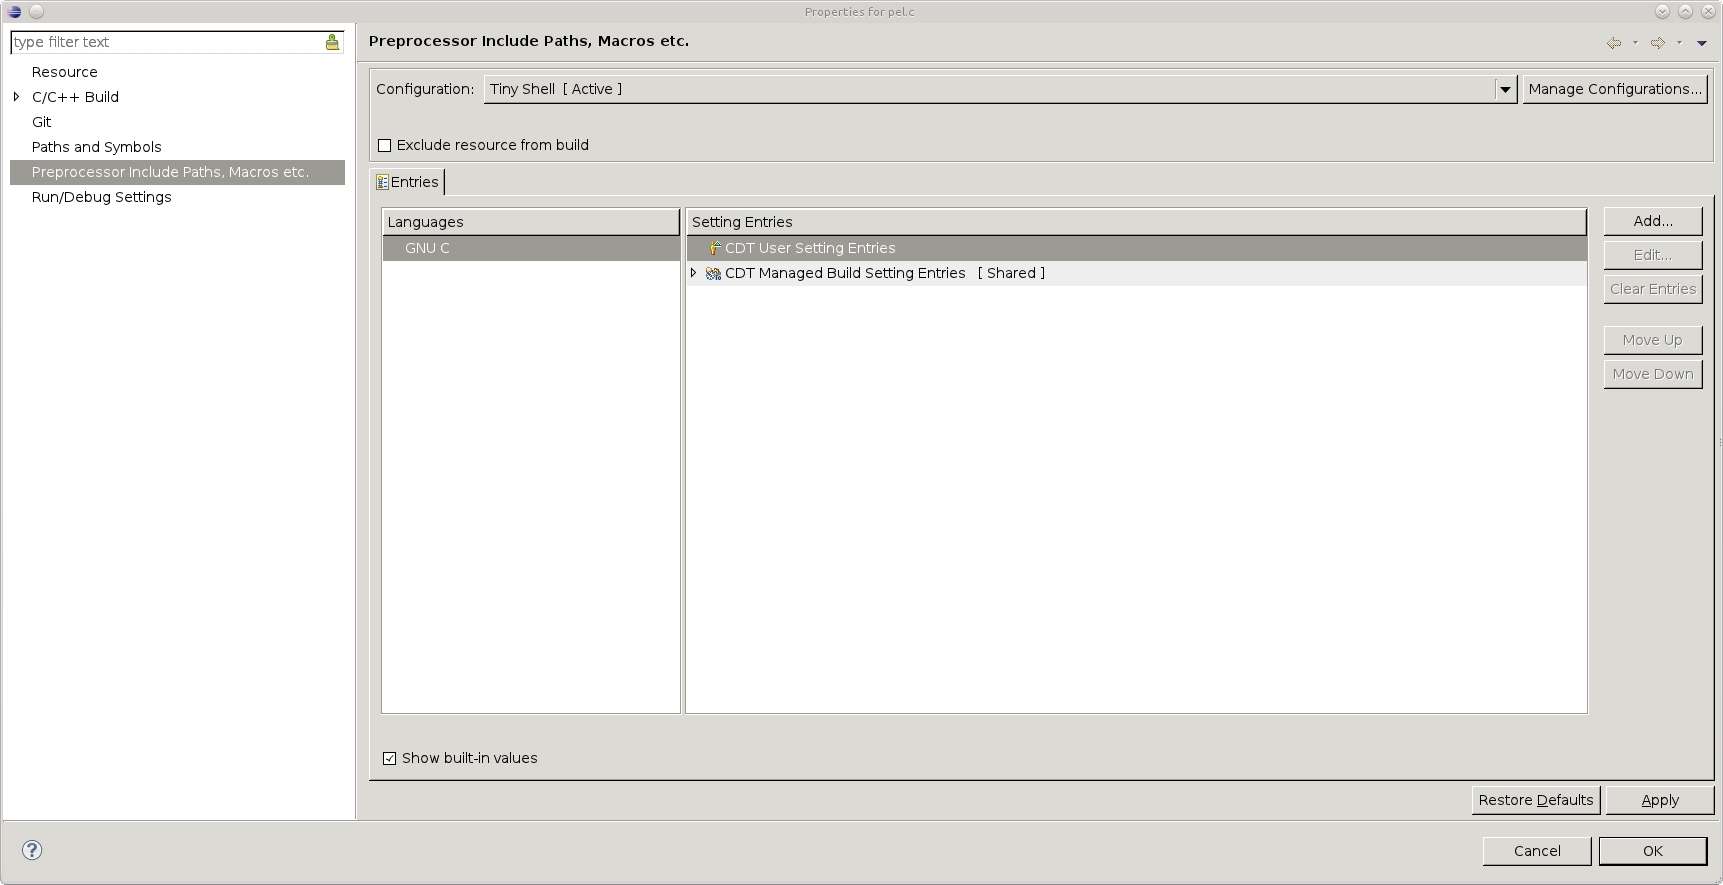 Properties for pel.c
type filter text
Resource
C/C++ Build
Git
Paths and Symbols
Preprocessor Include Paths, Macros etc.
Run/Debug Settings
Preprocessor Include Paths, Macros etc.
Configuration: Tiny Shell [ Active ] Manage Configurations...
Exclude resource from build
Entries
Languages
GNU C
Setting Entries
CDT User Setting Entries
CDT Managed Build Setting Entries [ Shared ]
Add...
Edit...
Clear Entries
Move Up
Move Down
Show built-in values
Restore Defaults Apply
? Cancel OK